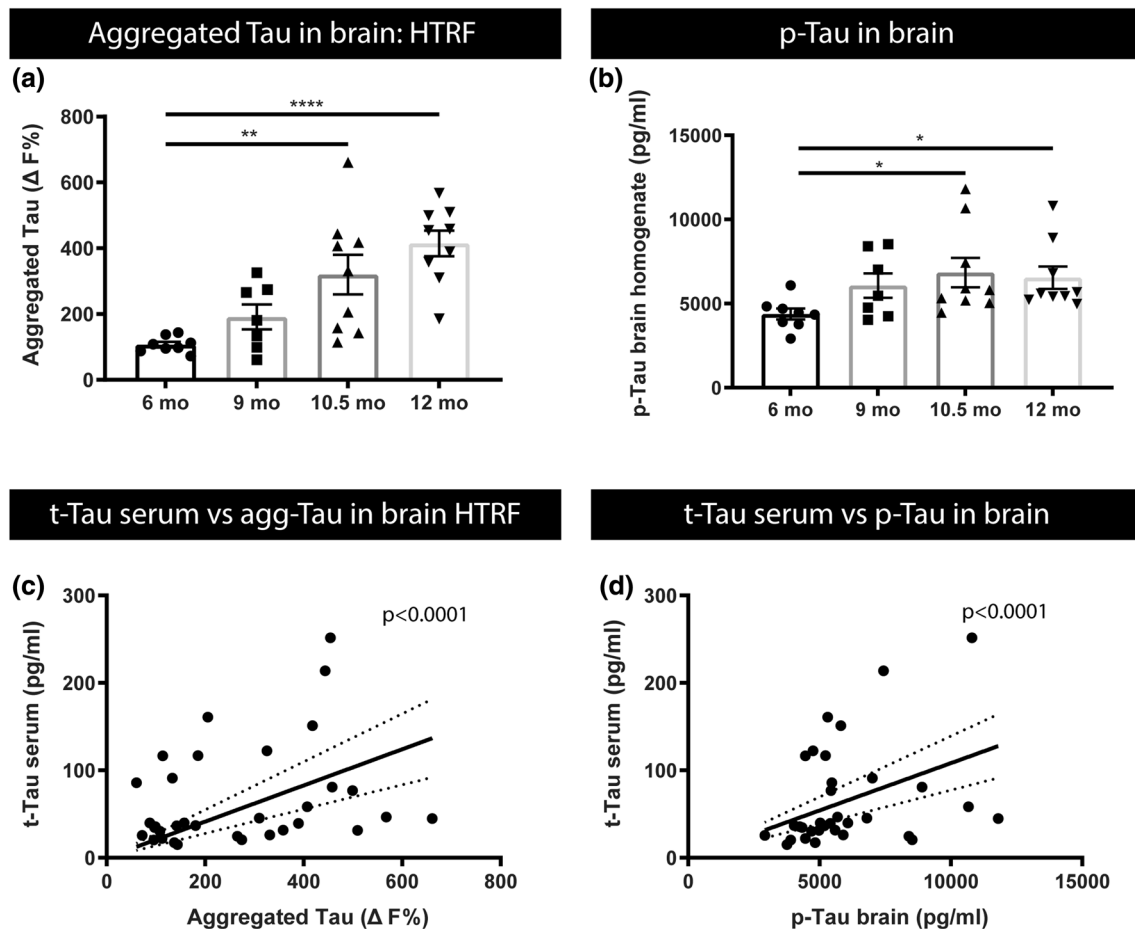 Aggregated Tau in brain: HTRF
p-Tau in brain
(a)
Aggregated Tau (Δ F%)
800
600
400
200
0
****
**
6 mo
9 mo
10.5 mo
12 mo
(b)
p-Tau brain homogenate (pg/ml)
15000
10000
5000
0
*
*
6 mo
9 mo
10.5 mo
12 mo
t-Tau serum vs agg-Tau in brain HTRF
t-Tau serum vs p-Tau in brain
(c)
t-Tau serum (pg/ml)
300
200
100
0
p<0.0001
0
200
400
600
800
Aggregated Tau (Δ F%)
(d)
t-Tau serum (pg/ml)
300
200
100
0
p<0.0001
0
5000
10000
15000
p-Tau brain (pg/ml)